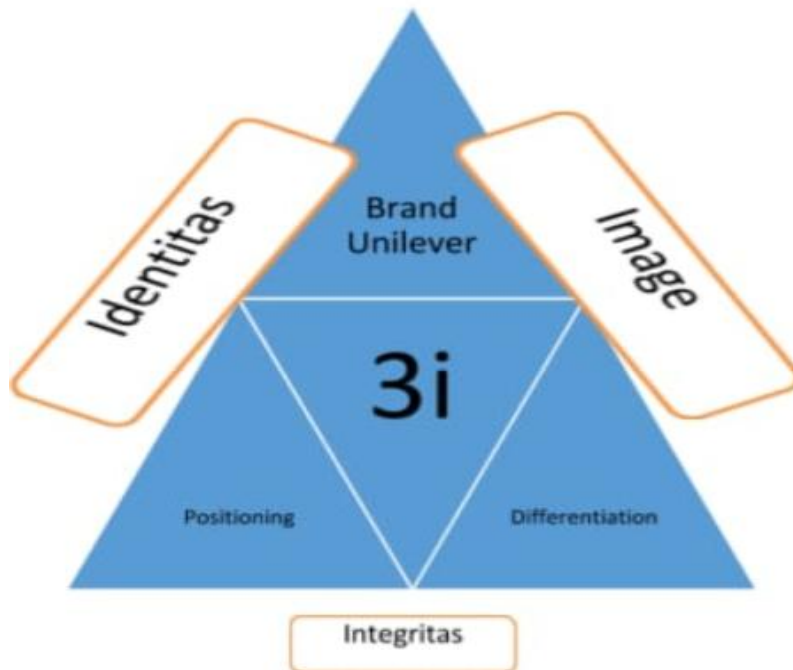 Identitas
Image
Brand
Unilever
3i
Positioning
Differentiation
Integritas